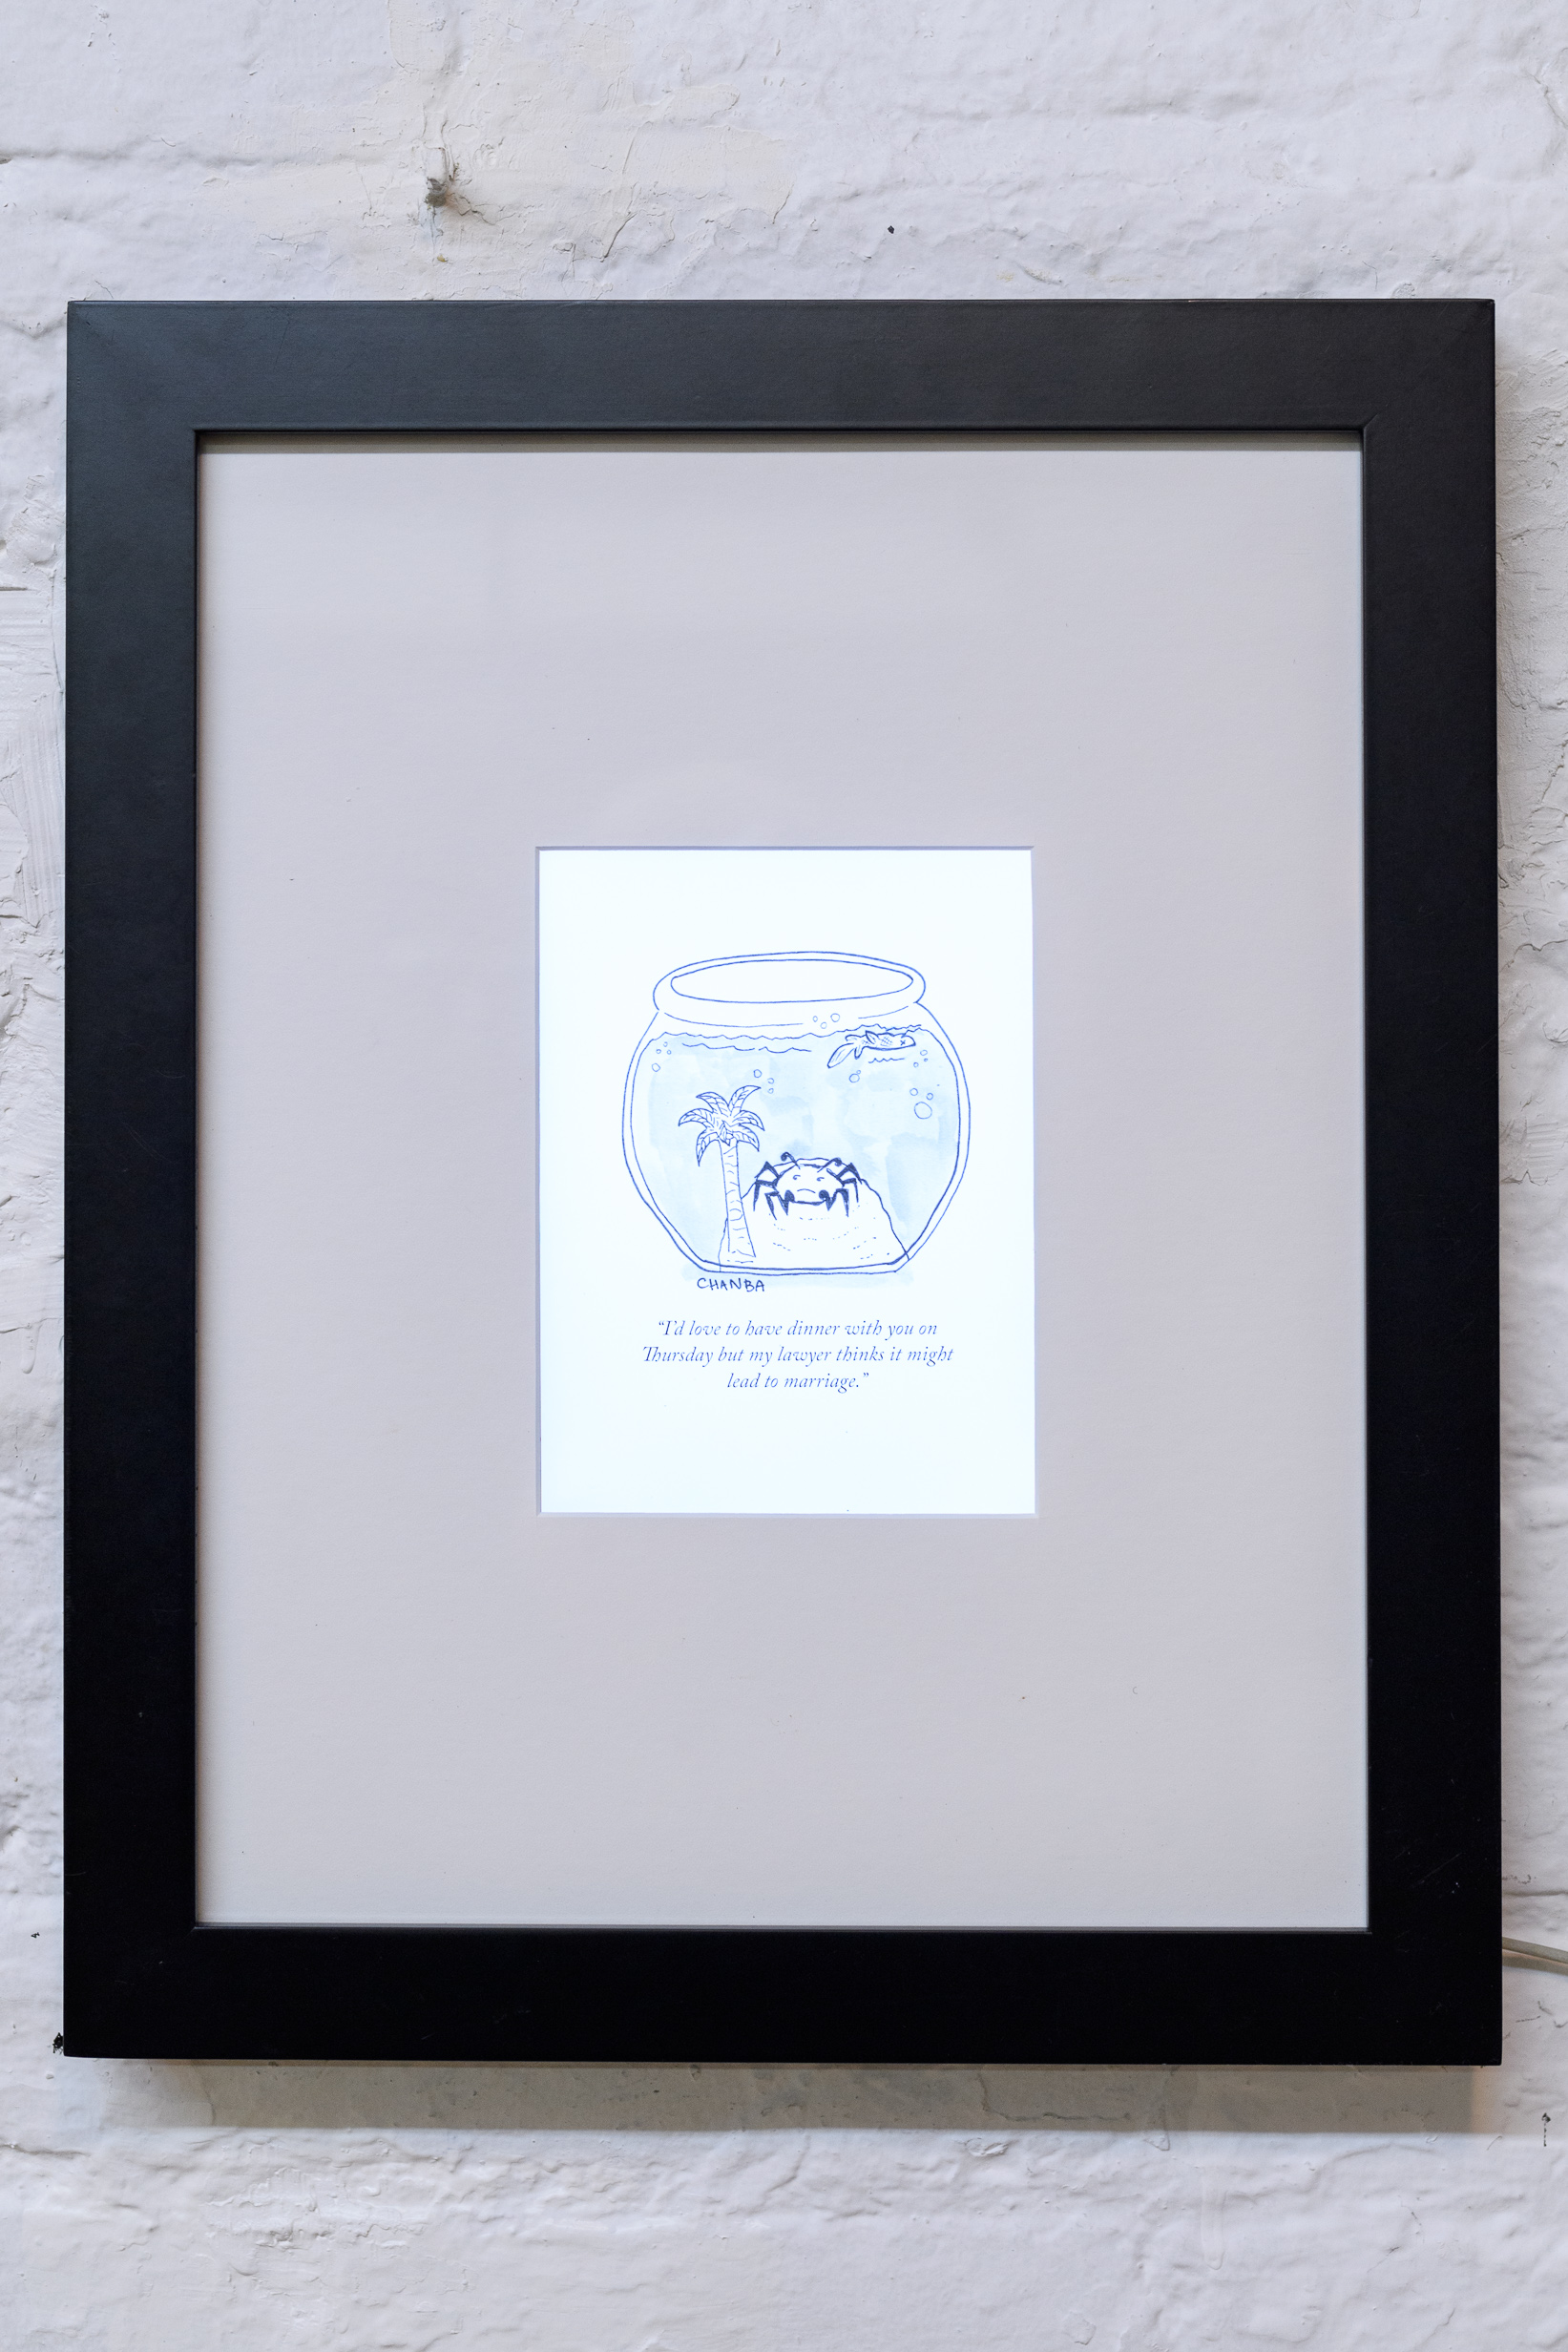 CHANBA
“I’d love to have dinner with you on
Thursday but my lawyer thinks it might
lead to marriage.”